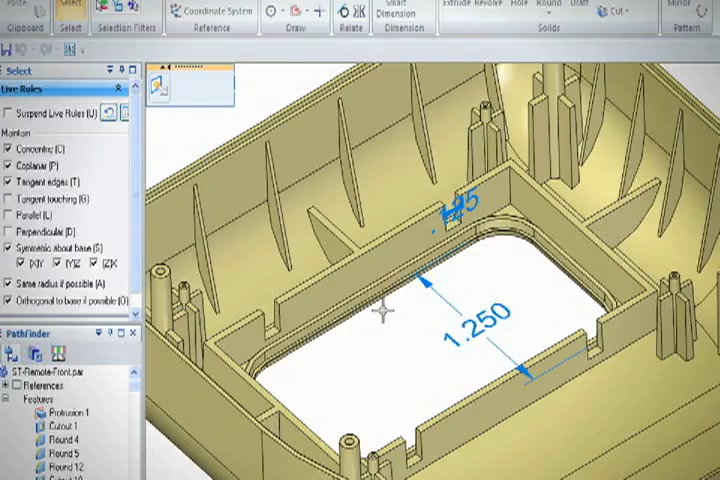 Paste
Select
Coordinate System
Smart
Dimension
Extrude Revolve Hole Round Draft
Cut
Mirror
Clipboard Select Selection Filters Reference Draw Relate Dimension Solids Pattern
Select
Live Rules
Suspend Live Rules (U)
Maintain
Concentric (C)
Coplanar (P)
Tangent edges (T)
Tangent touching (G)
Parallel (L)
Perpendicular (D)
Symmetric about base (S)
(X)Y (Y)Z (Z)X
Same radius if possible (A)
Orthogonal to base if possible (O)
PathFinder
ST-Remote-Front.par
References
Features
Protrusion 1
Cutout 1
Round 4
Round 5
Round 12
.125
1.250